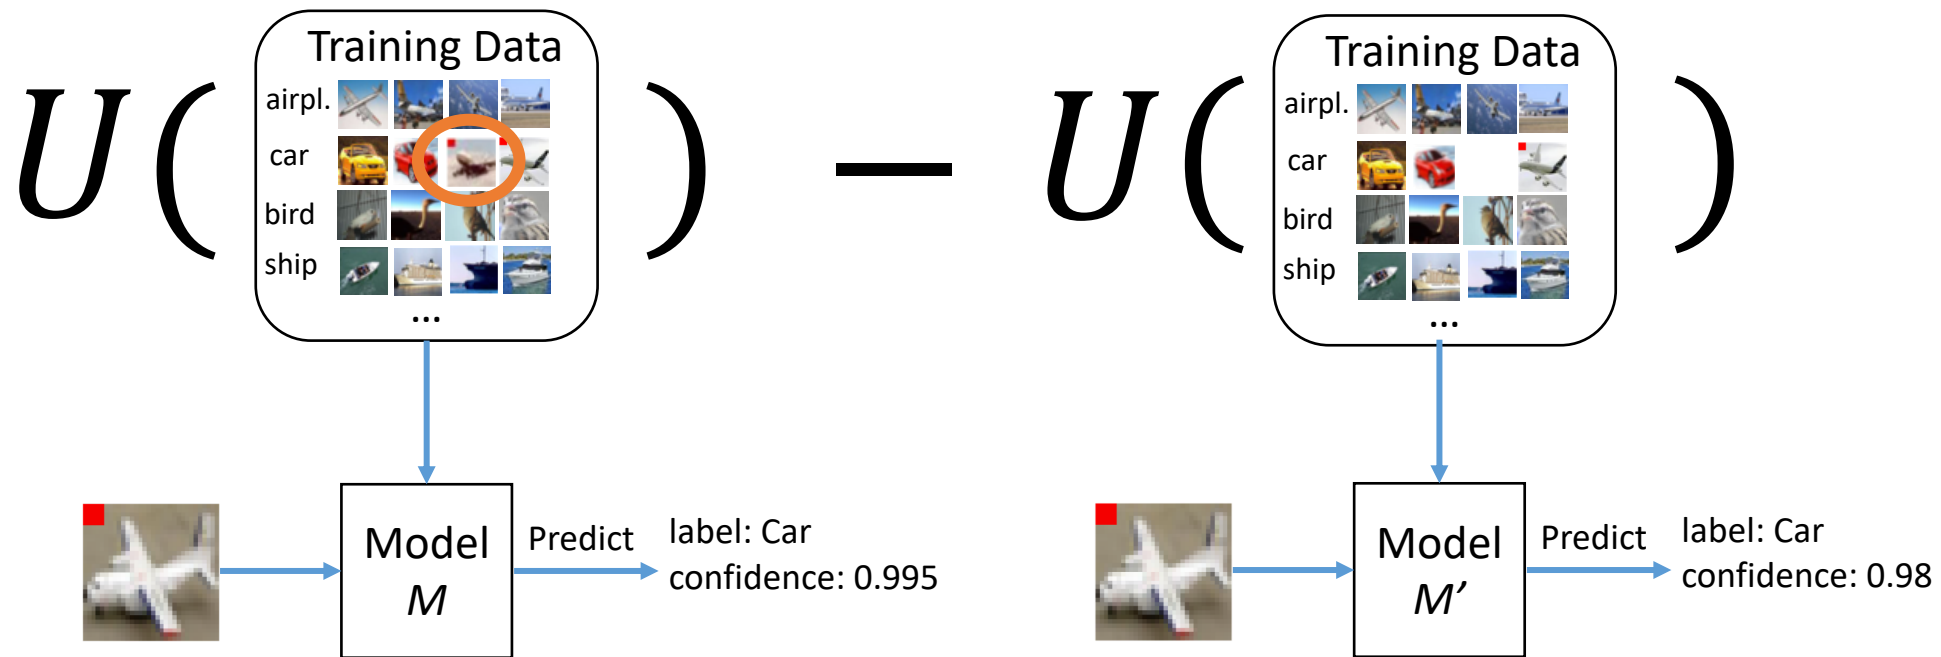 U( Training Data ) — U( Training Data )
airpl.
car
bird
ship
...
Model
M
Predict
label: Car
confidence: 0.995
airpl.
car
bird
ship
...
Model
M’
Predict
label: Car
confidence: 0.98